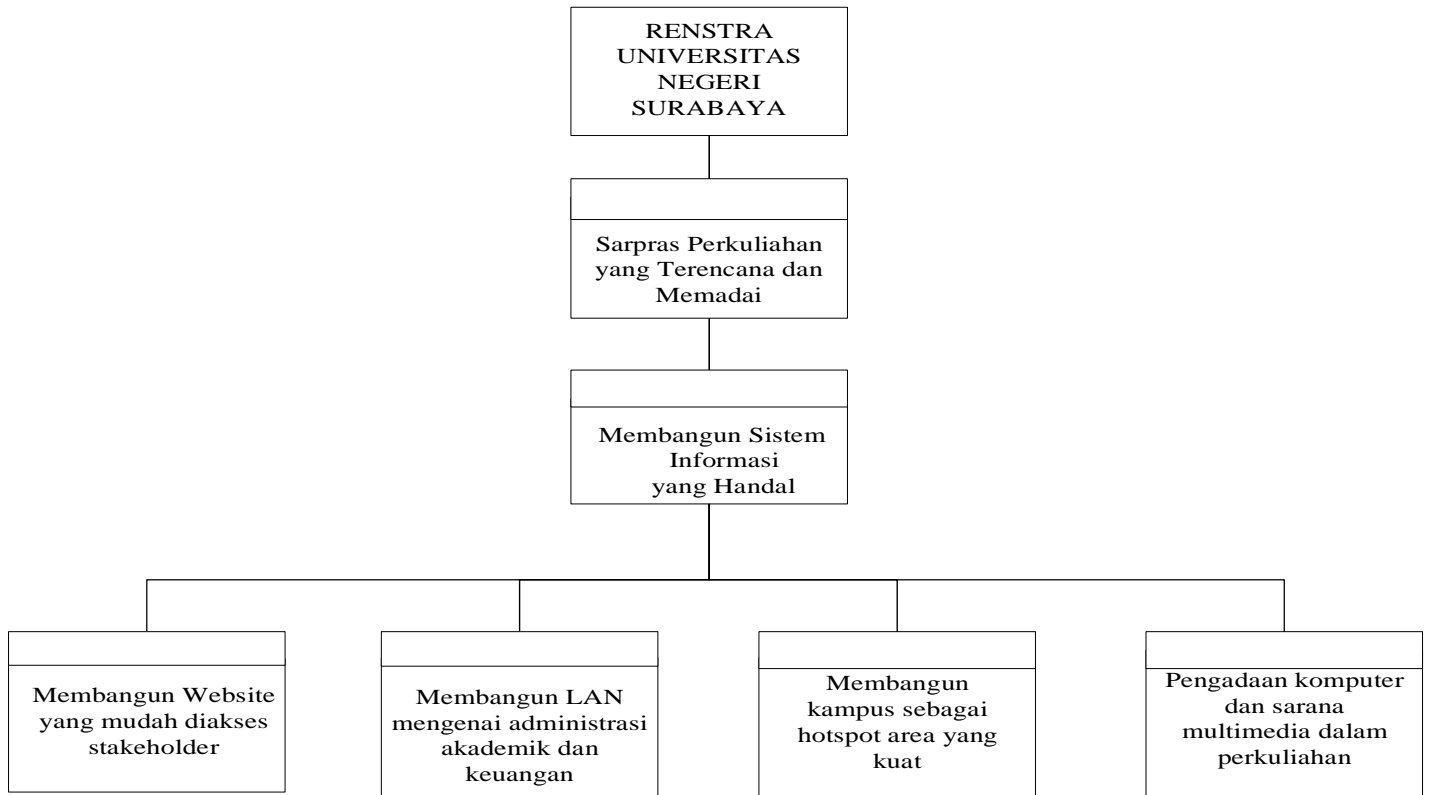 RENSTRA
UNIVERSITAS
NEGERI
SURABAYA
Sarpras Perkuliahan
yang Terencana dan
Memadai
Membangun Sistem
Informasi
yang Handal
Membangun Website
yang mudah diakses
stakeholder
Membangun LAN
mengenai administrasi
akademik dan
keuangan
Membangun
kampus sebagai
hotspot area yang
kuat
Pengadaan komputer
dan sarana
multimedia dalam
perkuliahan